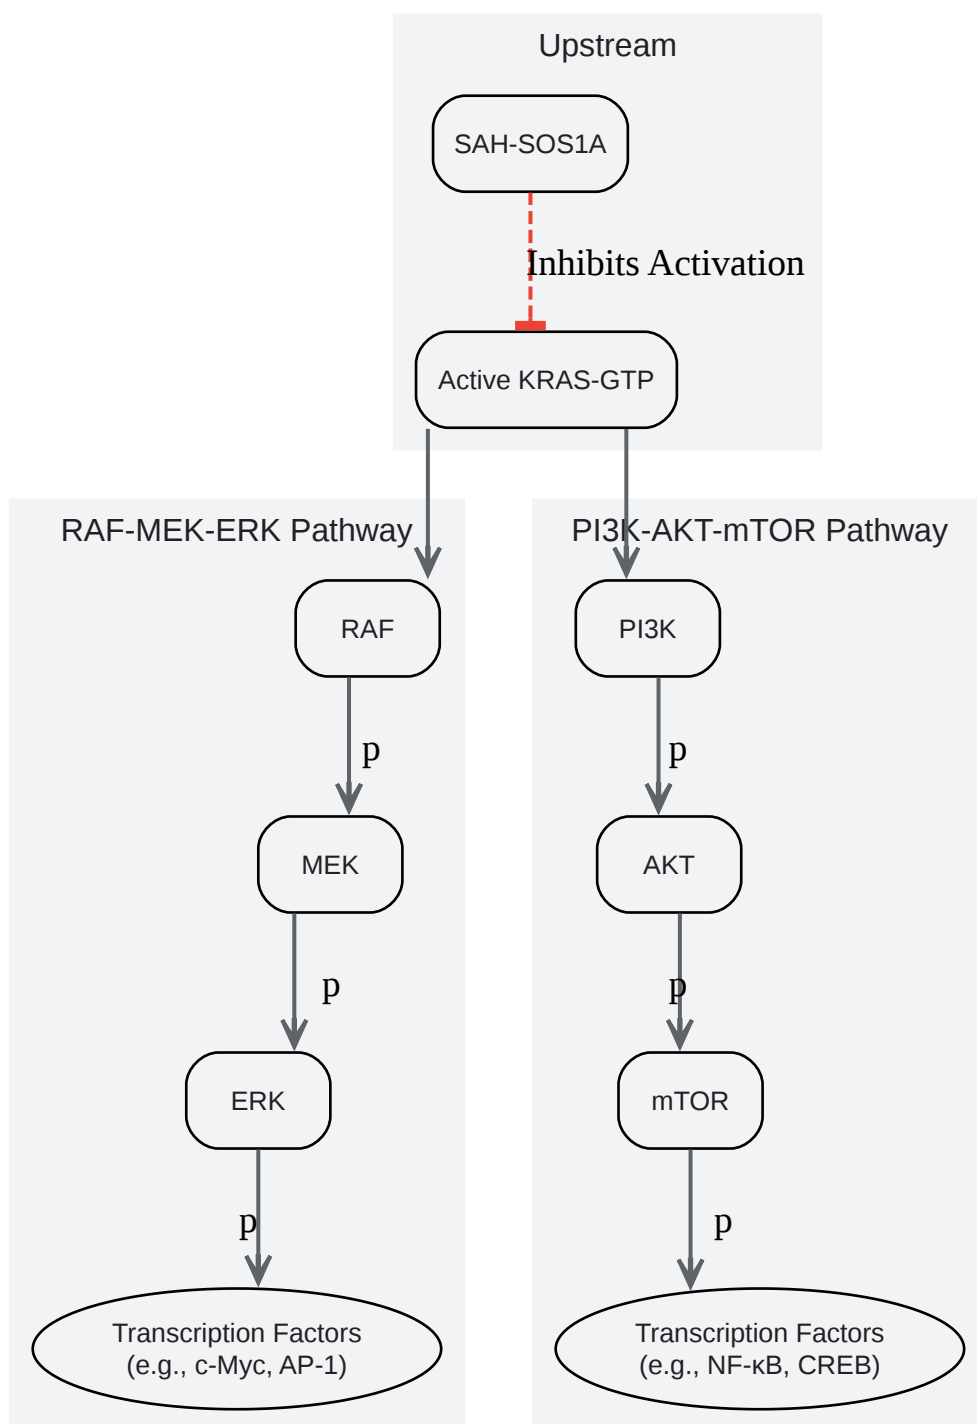 Upstream
SAH-SOS1A
Inhibits Activation
Active KRAS-GTP
RAF-MEK-ERK Pathway
RAF
p
MEK
p
ERK
p
Transcription Factors
(e.g., c-Myc, AP-1)
PI3K-AKT-mTOR Pathway
PI3K
p
AKT
p
mTOR
p
Transcription Factors
(e.g., NF-κB, CREB)